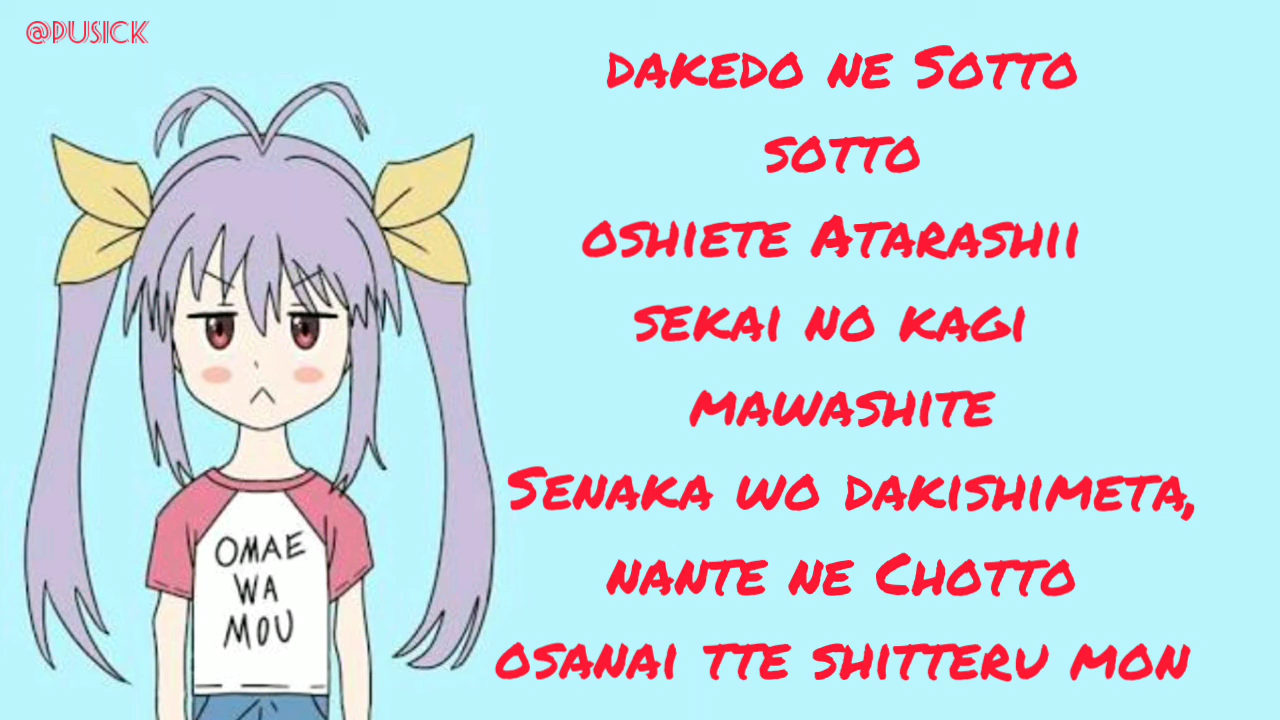 @PUSICK
dakedo ne Sotto
sotto
oshiete Atarashii
sekai no kagi
mawashite
Senaka wo dakishimeta,
nante ne Chotto
osanai tte shitteru mon
OMAE
WA
MOU